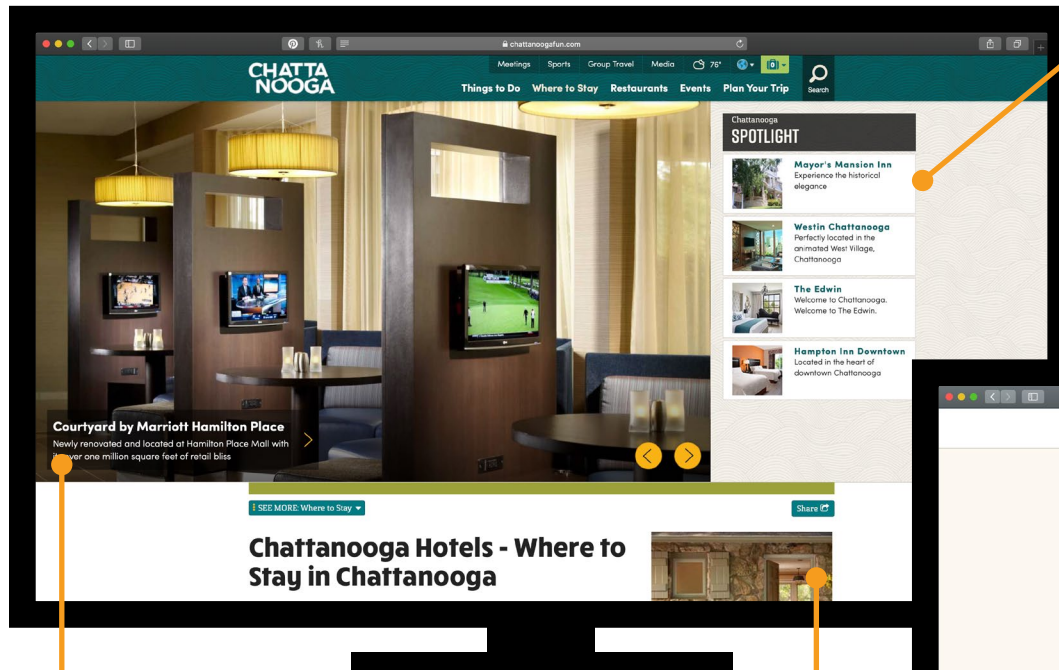 chattanoogafun.com
Meetings Sports Group Travel Media 76° 0
CHATTA
NOOGA
Things to Do Where to Stay Restaurants Events Plan Your Trip Search
Chattanooga
SPOTLIGHT
Mayor's Mansion Inn
Experience the historical
elegance
Westin Chattanooga
Perfectly located in the
animated West Village,
Chattanooga
The Edwin
Welcome to Chattanooga.
Welcome to The Edwin.
Hampton Inn Downtown
Located in the heart of
downtown Chattanooga
Courtyard by Marriott Hamilton Place
Newly renovated and located at Hamilton Place Mall with
over one million square feet of retail bliss
SEE MORE: Where to Stay
Share
Chattanooga Hotels - Where to
Stay in Chattanooga